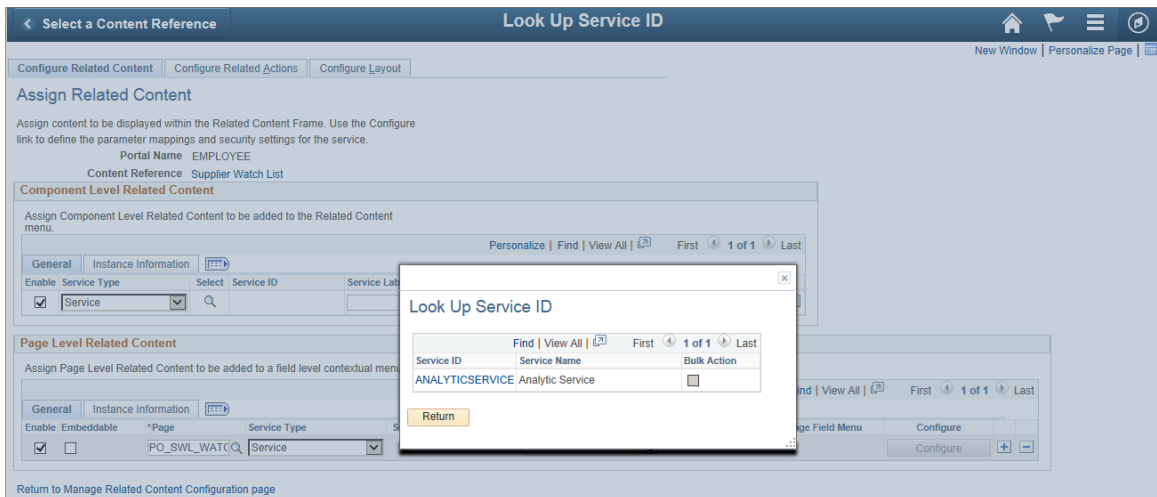 Select a Content Reference
Look Up Service ID
New Window | Personalize Page |
Configure Related Content
Configure Related Actions
Configure Layout
Assign Related Content
Assign content to be displayed within the Related Content Frame. Use the Configure
link to define the parameter mappings and security settings for the service.
Portal Name EMPLOYEE
Content Reference Supplier Watch List
Component Level Related Content
Assign Component Level Related Content to be added to the Related Content
menu.
Personalize | Find | View All | First 1 of 1 Last
General Instance Information
Enable Service Type Select Service ID Service Lab
Service
Look Up Service ID
Find | View All | First 1 of 1 Last
Service ID Service Name Bulk Action
ANALYTICSERVICE Analytic Service
Return
Page Level Related Content
Assign Page Level Related Content to be added to a field level contextual menu
ind | View All | First 1 of 1 Last
General Instance Information
Enable Embeddable *Page Service Type S ge Field Menu Configure
PO_SWL_WATC Service Configure
Return to Manage Related Content Configuration page